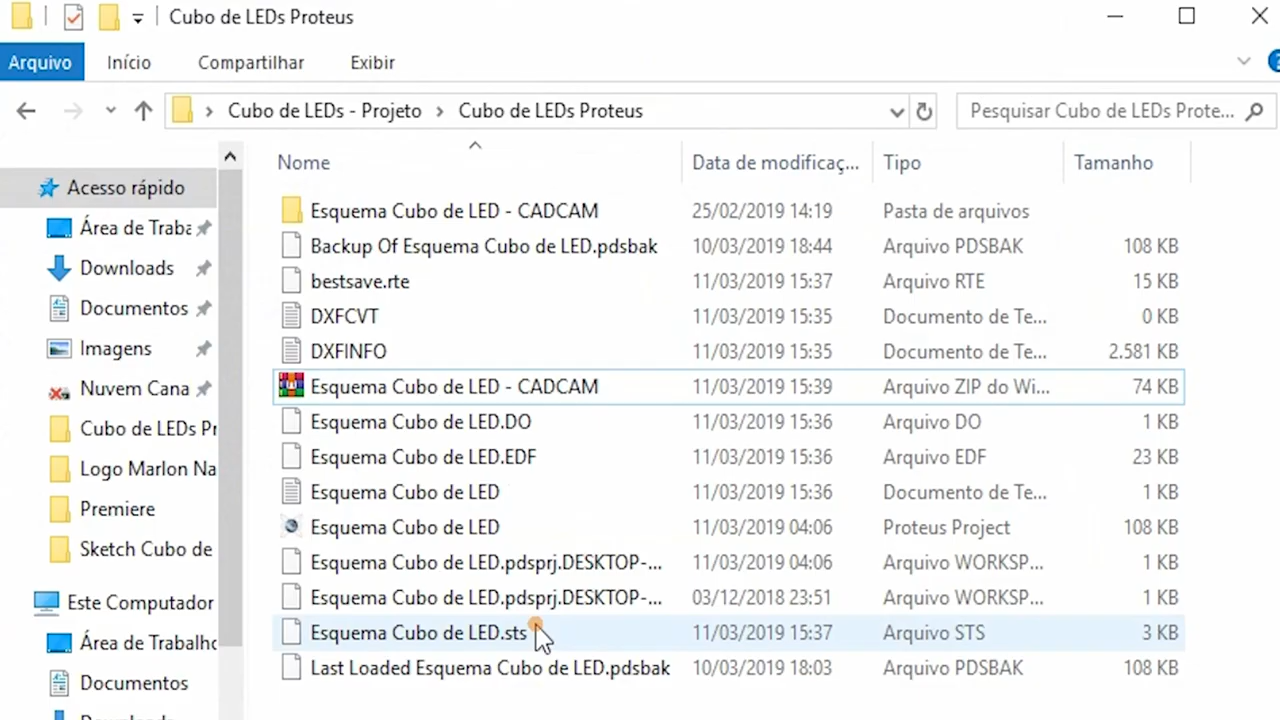 Cubo de LEDs Proteus
Arquivo Início Compartilhar Exibir
Cubo de LEDs - Projeto Cubo de LEDs Proteus Pesquisar Cubo de LEDs Prote...
Nome Data de modificaç... Tipo Tamanho
Acesso rápido
Área de Traba
Downloads
Documentos
Imagens
Nuvem Cana
Cubo de LEDs Pr
Logo Marlon Na
Premiere
Sketch Cubo de
Este Computador
Área de Trabalho
Documentos
Downloads
Esquema Cubo de LED - CADCAM 25/02/2019 14:19 Pasta de arquivos
Backup Of Esquema Cubo de LED.pdsbak 10/03/2019 18:44 Arquivo PDSBAK 108 KB
bestsave.rte 11/03/2019 15:37 Arquivo RTE 15 KB
DXFCVT 11/03/2019 15:35 Documento de Te... 0 KB
DXFINFO 11/03/2019 15:35 Documento de Te... 2.581 KB
Esquema Cubo de LED - CADCAM 11/03/2019 15:39 Arquivo ZIP do Wi... 74 KB
Esquema Cubo de LED.DO 11/03/2019 15:36 Arquivo DO 1 KB
Esquema Cubo de LED.EDF 11/03/2019 15:36 Arquivo EDF 23 KB
Esquema Cubo de LED 11/03/2019 15:36 Documento de Te... 1 KB
Esquema Cubo de LED 11/03/2019 04:06 Proteus Project 108 KB
Esquema Cubo de LED.pdsprj.DESKTOP-... 11/03/2019 04:06 Arquivo WORKSP... 1 KB
Esquema Cubo de LED.pdsprj.DESKTOP-... 03/12/2018 23:51 Arquivo WORKSP... 1 KB
Esquema Cubo de LED.sts 11/03/2019 15:37 Arquivo STS 3 KB
Last Loaded Esquema Cubo de LED.pdsbak 10/03/2019 18:03 Arquivo PDSBAK 108 KB